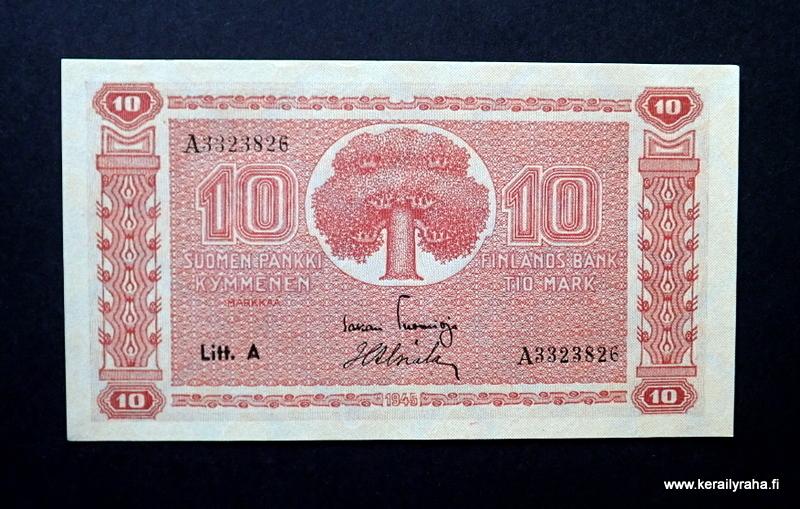 10 10
A3323826
10 10
SUOMEN PANKKI FINLANDS BANK
KYMMENEN TIO MARK
MARKKAA
Litt. A
A3323826
10 1945 10
www.kerailyraha.fi